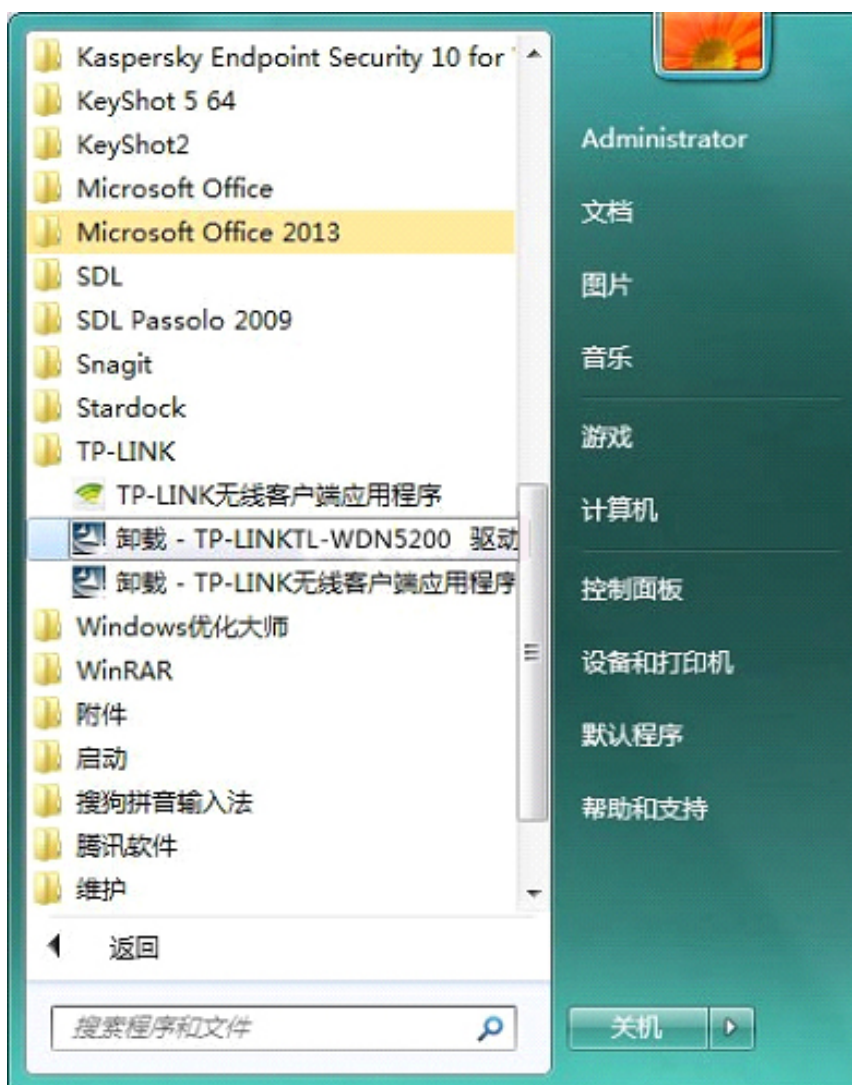 Kaspersky Endpoint Security 10 for
KeyShot 5 64
KeyShot2
Microsoft Office
Microsoft Office 2013
SDL
SDL Passolo 2009
Snagit
Stardock
TP-LINK
TP-LINK无线客户端应用程序
卸载 - TP-LINKTL-WDN5200 驱动
卸载 - TP-LINK无线客户端应用程序
Windows优化大师
WinRAR
附件
启动
搜狗拼音输入法
腾讯软件
维护
返回
搜索程序和文件
Administrator
文档
图片
音乐
游戏
计算机
控制面板
设备和打印机
默认程序
帮助和支持
关机